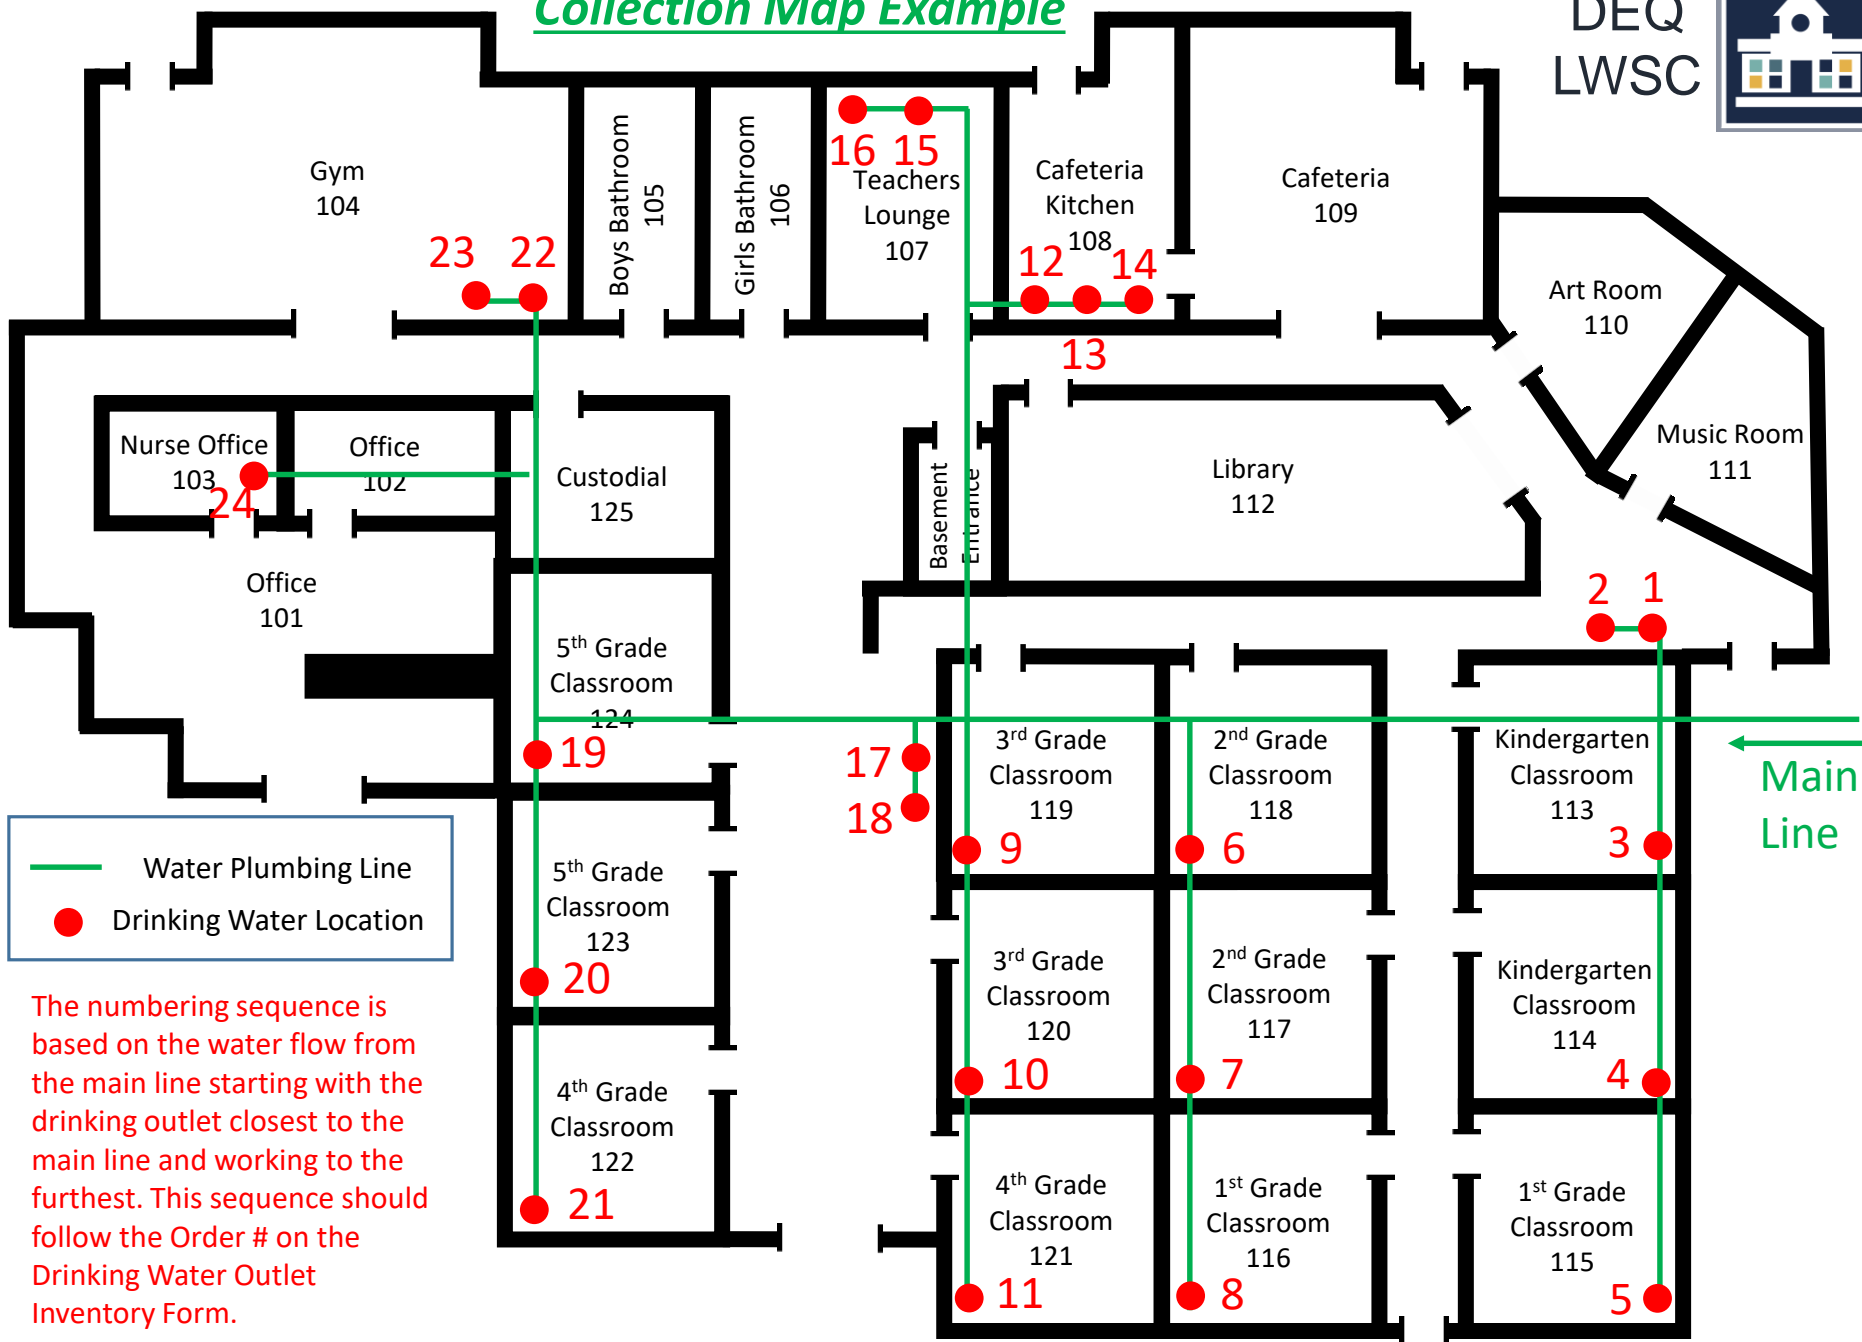 Collection Map Example
DEQ
LWSC
Gym
104
Boys Bathroom
105
Girls Bathroom
106
16 15
Teachers
Lounge
107
Cafeteria
Kitchen
108
Cafeteria
109
23 22
12 14
13
Art Room
110
Music Room
111
Nurse Office
103
24
Office
102
Custodial
125
Basement
Entrance
Library
112
Office
101
2 1
5th Grade
Classroom
124
19
17
18
3rd Grade
Classroom
119
9
2nd Grade
Classroom
118
6
Kindergarten
Classroom
113
3
Main
Line
Water Plumbing Line
Drinking Water Location
5th Grade
Classroom
123
20
3rd Grade
Classroom
120
10
2nd Grade
Classroom
117
7
Kindergarten
Classroom
114
4
The numbering sequence is
based on the water flow from
the main line starting with the
drinking outlet closest to the
main line and working to the
furthest. This sequence should
follow the Order # on the
Drinking Water Outlet
Inventory Form.
4th Grade
Classroom
122
21
4th Grade
Classroom
121
11
1st Grade
Classroom
116
8
1st Grade
Classroom
115
5